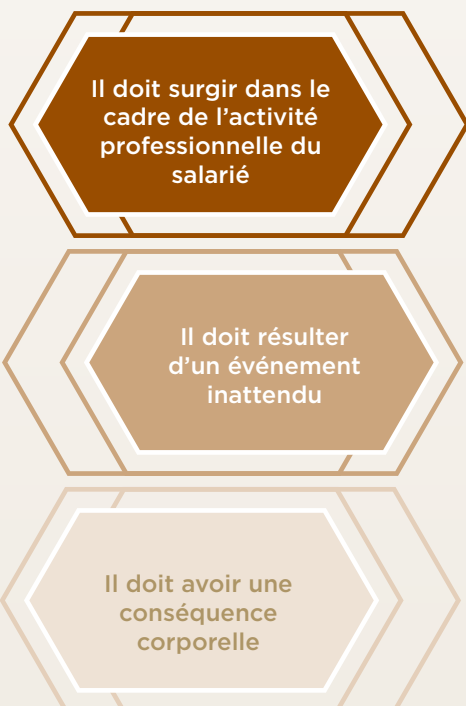 Il doit surgir dans le
cadre de l’activité
professionnelle du
salarié
Il doit résulter
d’un événement
inattendu
Il doit avoir une
conséquence
corporelle